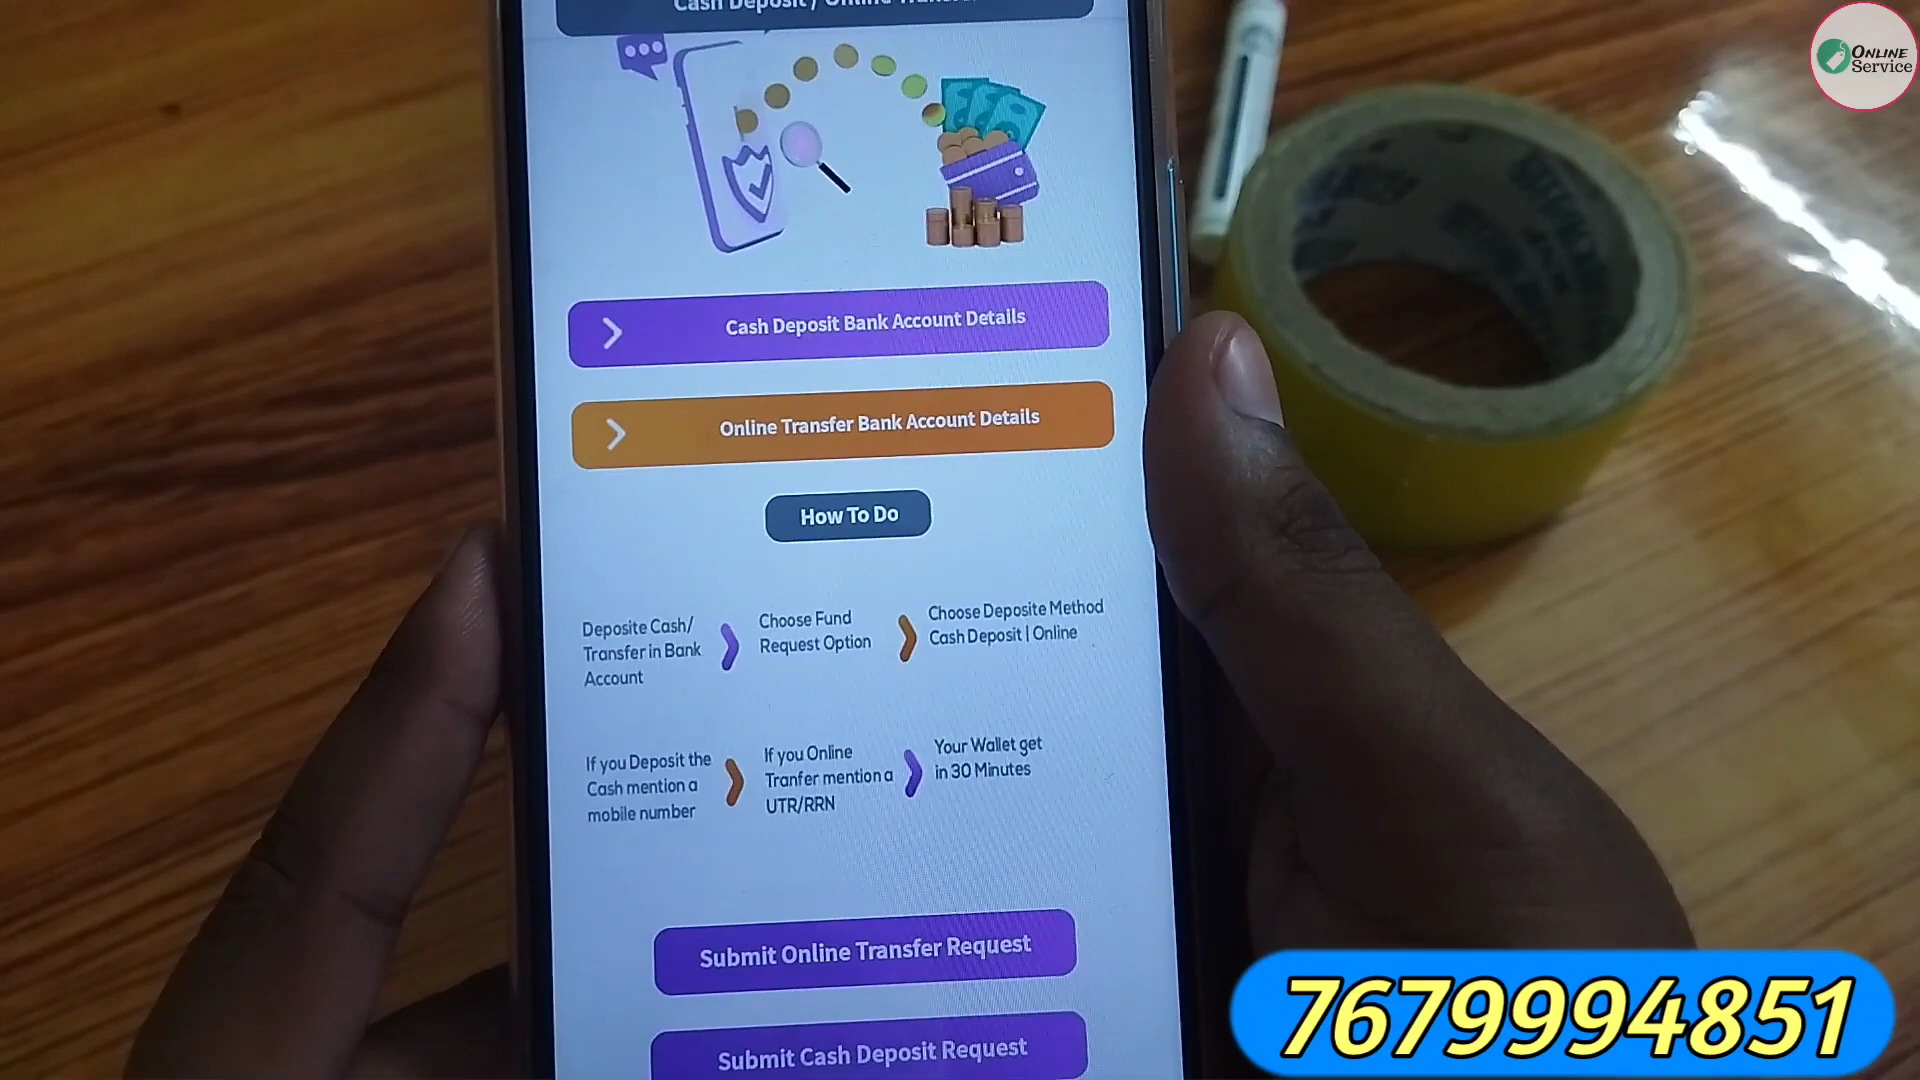 Cash Deposit /
ONLINE
Service
Cash Deposit Bank Account Details
Online Transfer Bank Account Details
How To Do
Deposite Cash/
Transfer in Bank
Account
Choose Fund
Request Option
Choose Deposite Method
Cash Deposit | Online
If you Deposit the
Cash mention a
mobile number
If you Online
Tranfer mention a
UTR/RRN
Your Wallet get
in 30 Minutes
Submit Online Transfer Request
Submit Cash Deposit Request
7679994851